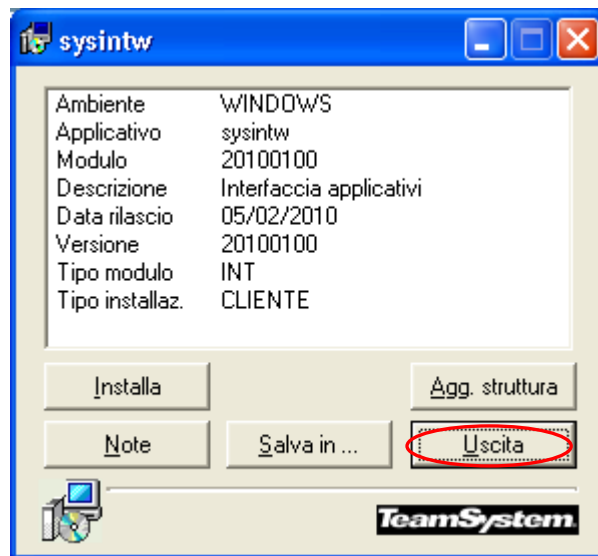 sysintw
Ambiente WINDOWS
Applicativo sysintw
Modulo 20100100
Descrizione Interfaccia applicativi
Data rilascio 05/02/2010
Versione 20100100
Tipo modulo INT
Tipo installaz. CLIENTE
Installa Agg. struttura
Note Salva in ... Uscita
TeamSystem